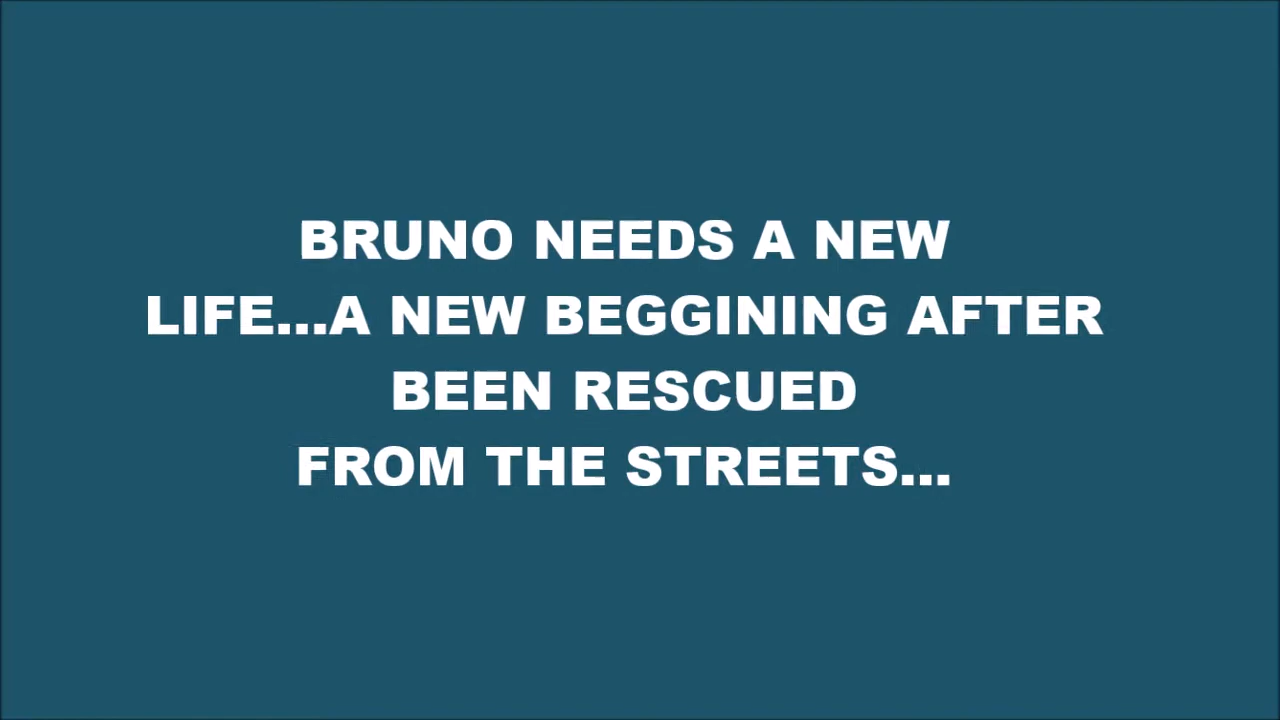 BRUNO NEEDS A NEW
LIFE...A NEW BEGGINING AFTER
BEEN RESCUED
FROM THE STREETS...